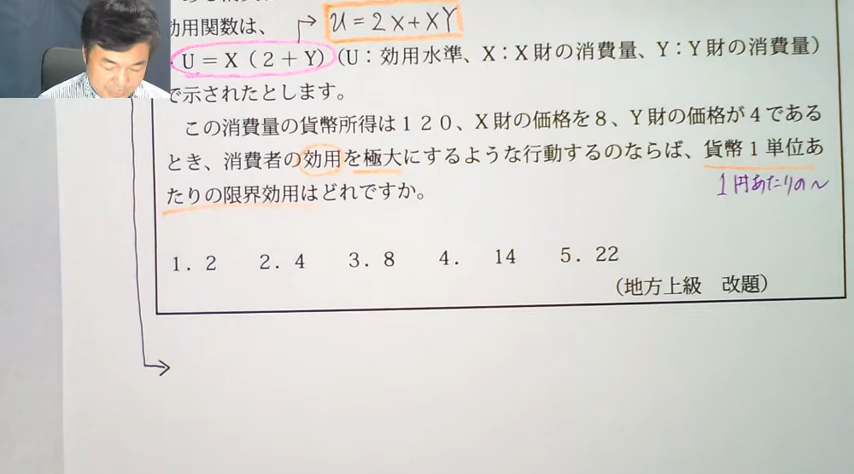 効用関数は、 → U=2X+XY
U=X(2+Y)(U:効用水準、X:X財の消費量、Y:Y財の消費量)
で示されたとします。
この消費量の貨幣所得は120、X財の価格を8、Y財の価格が4である
とき、消費者の効用を極大にするような行動するのならば、貨幣1単位あ
たりの限界効用はどれですか。
1円あたりの〜
1.2 2.4 3.8 4. 14 5.22
(地方上級 改題)